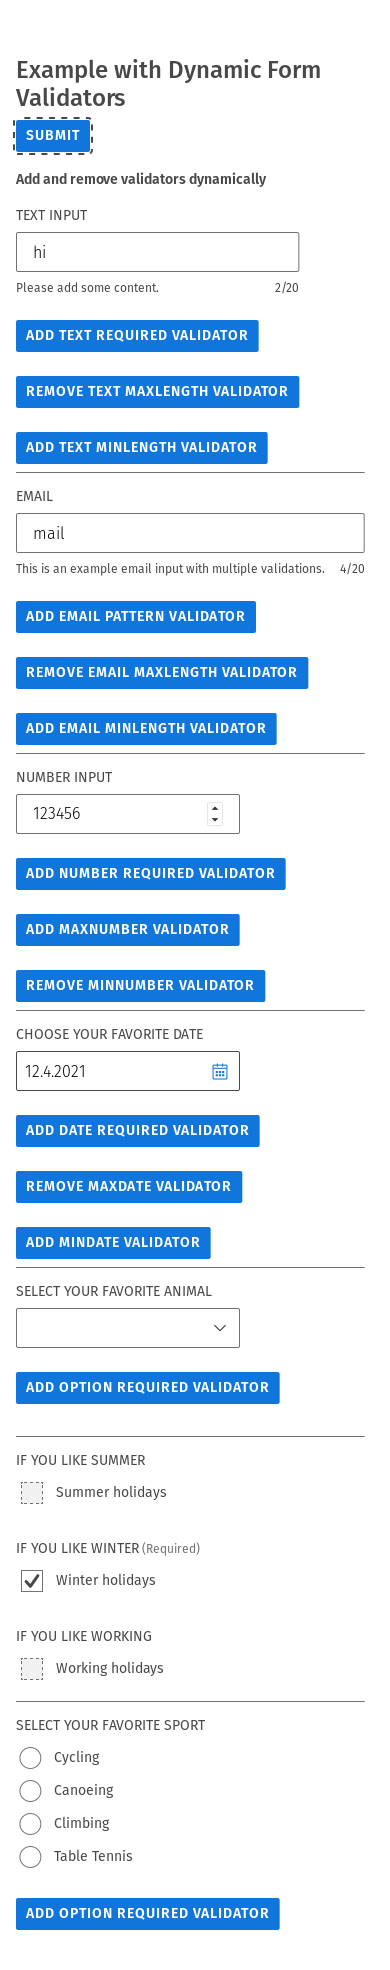 Example with Dynamic Form
Validators
SUBMIT
Add and remove validators dynamically
TEXT INPUT
hi
Please add some content. 2/20
ADD TEXT REQUIRED VALIDATOR
REMOVE TEXT MAXLENGTH VALIDATOR
ADD TEXT MINLENGTH VALIDATOR
EMAIL
mail
This is an example email input with multiple validations. 4/20
ADD EMAIL PATTERN VALIDATOR
REMOVE EMAIL MAXLENGTH VALIDATOR
ADD EMAIL MINLENGTH VALIDATOR
NUMBER INPUT
123456
ADD NUMBER REQUIRED VALIDATOR
ADD MAXNUMBER VALIDATOR
REMOVE MINNUMBER VALIDATOR
CHOOSE YOUR FAVORITE DATE
12.4.2021
ADD DATE REQUIRED VALIDATOR
REMOVE MAXDATE VALIDATOR
ADD MINDATE VALIDATOR
SELECT YOUR FAVORITE ANIMAL
ADD OPTION REQUIRED VALIDATOR
IF YOU LIKE SUMMER
Summer holidays
IF YOU LIKE WINTER (Required)
Winter holidays
IF YOU LIKE WORKING
Working holidays
SELECT YOUR FAVORITE SPORT
Cycling
Canoeing
Climbing
Table Tennis
ADD OPTION REQUIRED VALIDATOR